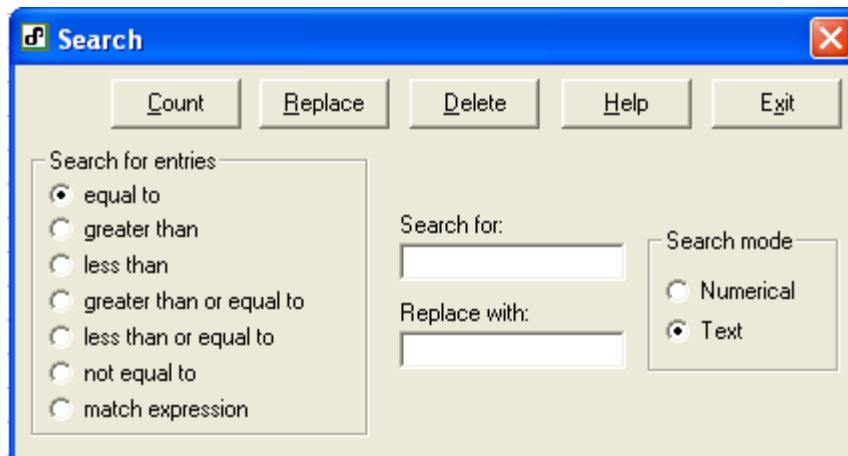 Search
Count Replace Delete Help Exit
Search for entries
equal to
greater than
less than
greater than or equal to
less than or equal to
not equal to
match expression
Search for:
Replace with:
Search mode
Numerical
Text